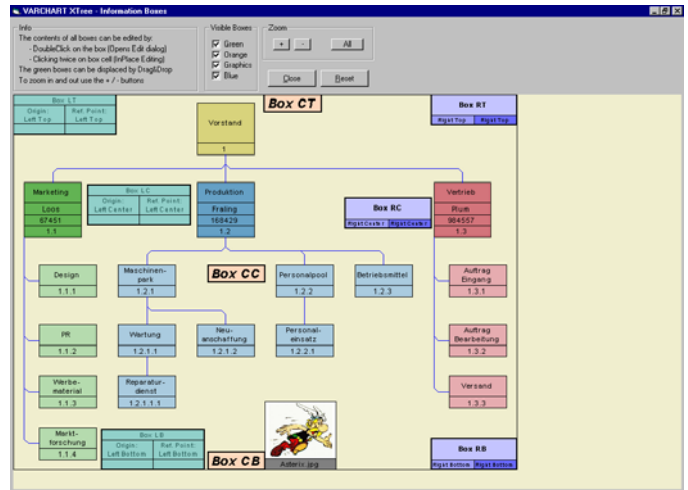 VARCHART XTree - Information Boxes
Info
The contents of all boxes can be edited by:
- DoubleClick on the box (Opens Edit dialog)
- Clicking twice on box cell (InPlace Editing)
The green boxes can be displaced by Drag&Drop
To zoom in and out use the + / - buttons
Visible Boxes
Green
Orange
Graphics
Blue
Zoom
+
-
All
Close
Reset
Box LT
Origin:
Left Top
Ref. Point:
Left Top
Box CT
Box RT
Right Top
Right Top
Vorstand
1
Marketing
Loos
67451
1.1
Box LC
Origin:
Left Center
Ref. Point:
Left Center
Produktion
Fraling
168429
1.2
Box RC
Right Center
Right Center
Vertrieb
Plum
984557
1.3
Design
1.1.1
Maschinen-
park
1.2.1
Box CC
Personalpool
1.2.2
Betriebsmittel
1.2.3
Auftrag
Eingang
1.3.1
PR
1.1.2
Wartung
1.2.1.1
Neu-
anschaffung
1.2.1.2
Personal-
einsatz
1.2.2.1
Auftrag
Bearbeitung
1.3.2
Werbe-
material
1.1.3
Reparatur-
dienst
1.2.1.1.1
Versand
1.3.3
Markt-
forschung
1.1.4
Box LB
Origin:
Left Bottom
Ref. Point:
Left Bottom
Box CB
Asterix.jpg
Box RB
Right Bottom
Right Bottom